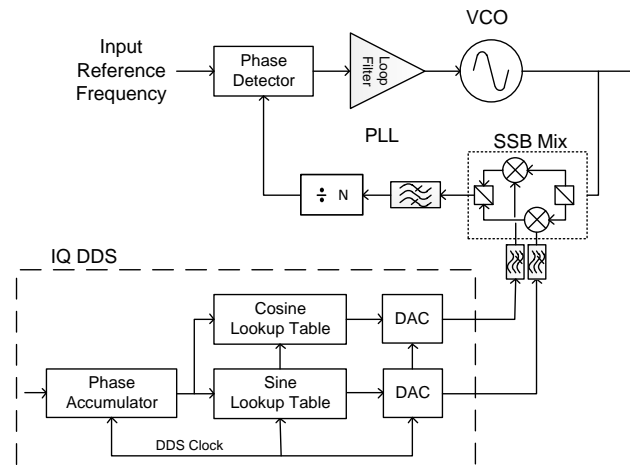 VCO
Input
Reference
Frequency
Phase
Detector
Loop
Filter
PLL
SSB Mix
÷ N
IQ DDS
Cosine
Lookup Table
DAC
Phase
Accumulator
Sine
Lookup Table
DAC
DDS Clock